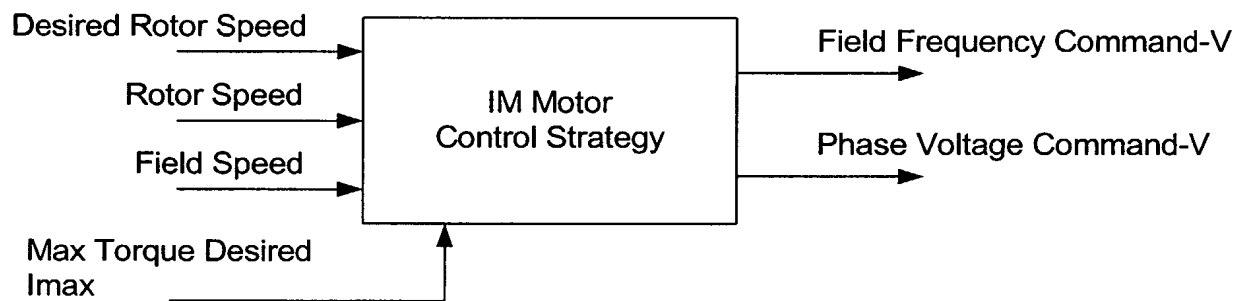 Desired Rotor Speed
Rotor Speed
Field Speed
Max Torque Desired
Imax
IM Motor
Control Strategy
Field Frequency Command-V
Phase Voltage Command-V